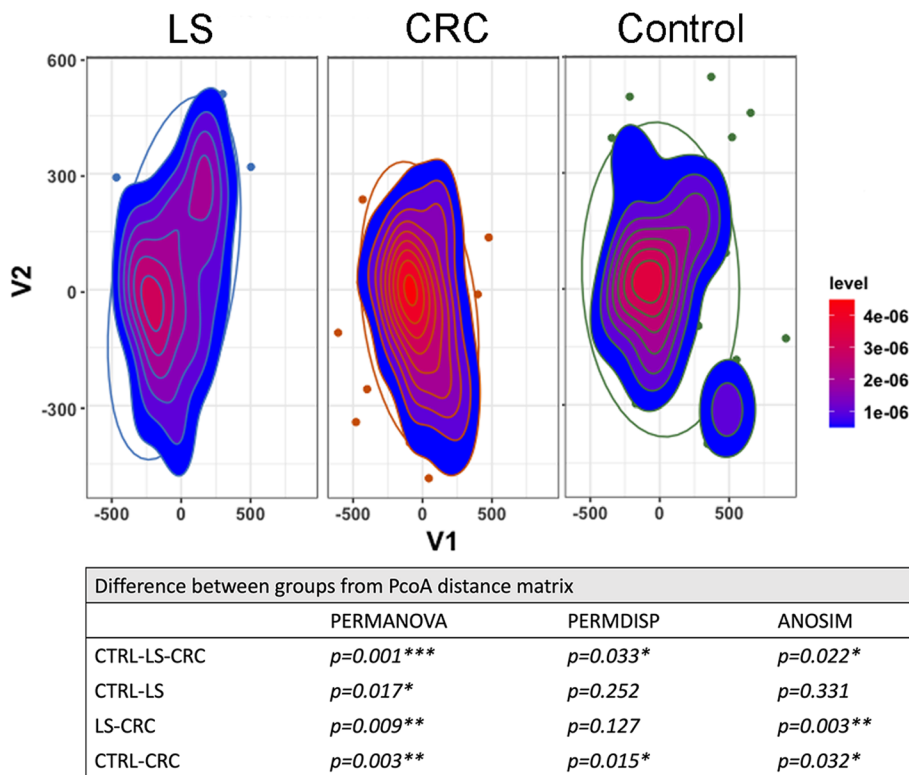 LS CRC Control
600
300
0
-300
V2
level
4e-06
3e-06
2e-06
1e-06
-500 0 500 -500 0 500 -500 0 500
V1
Difference between groups from PcoA distance matrix
PERMANOVA PERMDISP ANOSIM
CTRL-LS-CRC p=0.001*** p=0.033* p=0.022*
CTRL-LS p=0.017* p=0.252 p=0.331
LS-CRC p=0.009** p=0.127 p=0.003**
CTRL-CRC p=0.003** p=0.015* p=0.032*